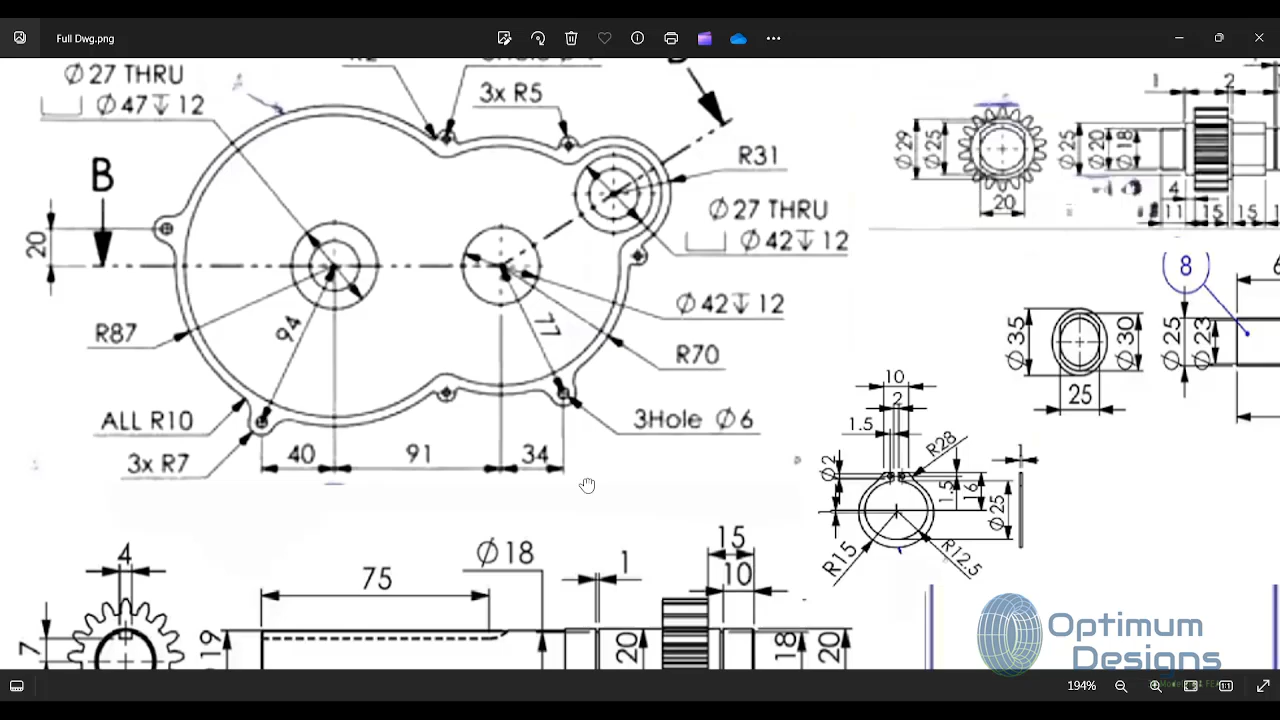 Full Dwg.png
Ø 27 THRU
⌴ Ø 47 ↧ 12
3x R5
R31
B
Ø 27 THRU
⌴ Ø 42 ↧ 12
20
Ø 42 ↧ 12
R87
94
77
R70
ALL R10
3Hole Ø 6
3x R7
40
91
34
1
2
Ø 29
Ø 25
20
Ø 25
Ø 20
Ø 18
4
11
15
15
8
Ø 35
Ø 30
25
Ø 25
Ø 23
10
2
1.5
R28
Ø 2
1
1.5
16
Ø 25
R15
R12.5
1
4
7
75
Ø 18
1
15
10
19
20
18
20
Optimum
Designs
194%